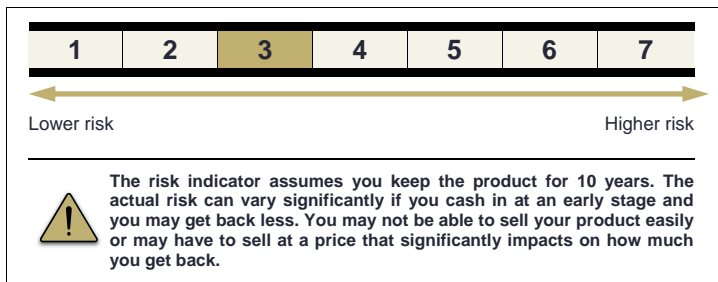 1 2 3 4 5 6 7
Lower risk Higher risk
The risk indicator assumes you keep the product for 10 years. The
actual risk can vary significantly if you cash in at an early stage and
you may get back less. You may not be able to sell your product easily
or may have to sell at a price that significantly impacts on how much
you get back.